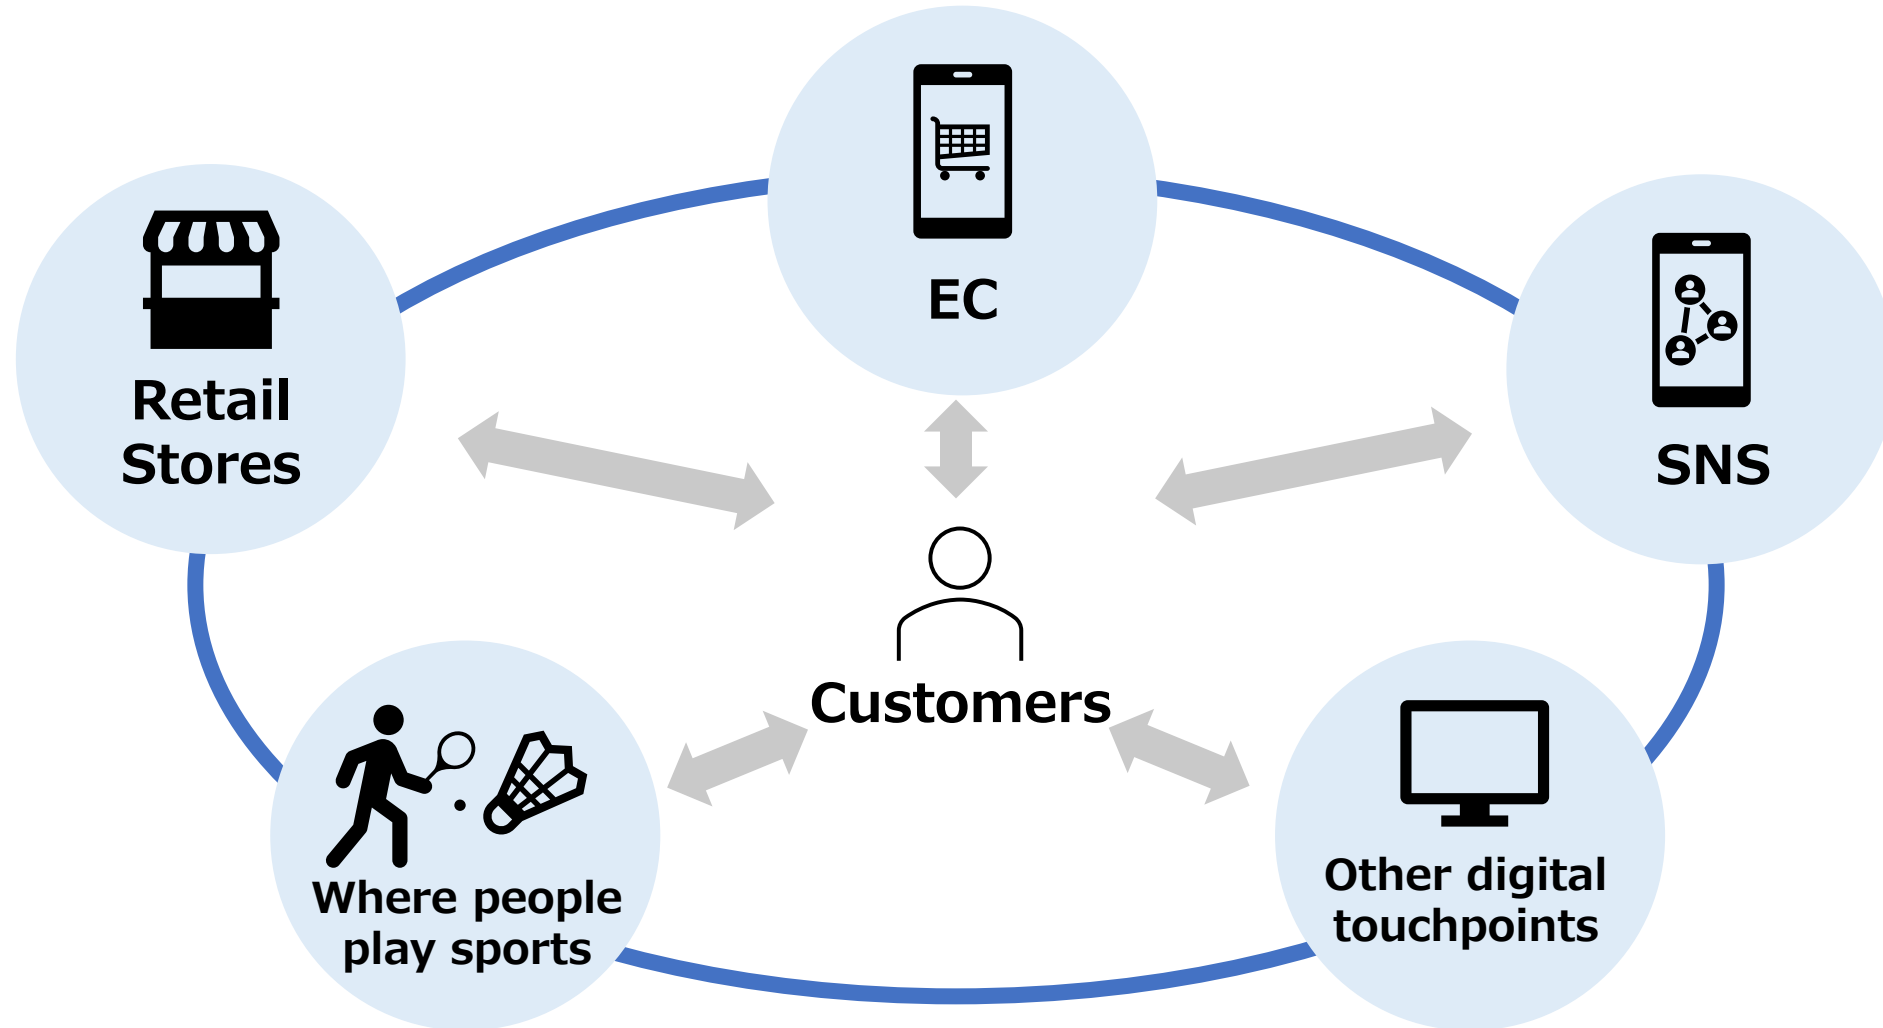 EC
Retail
Stores
SNS
Customers
Where people
play sports
Other digital
touchpoints